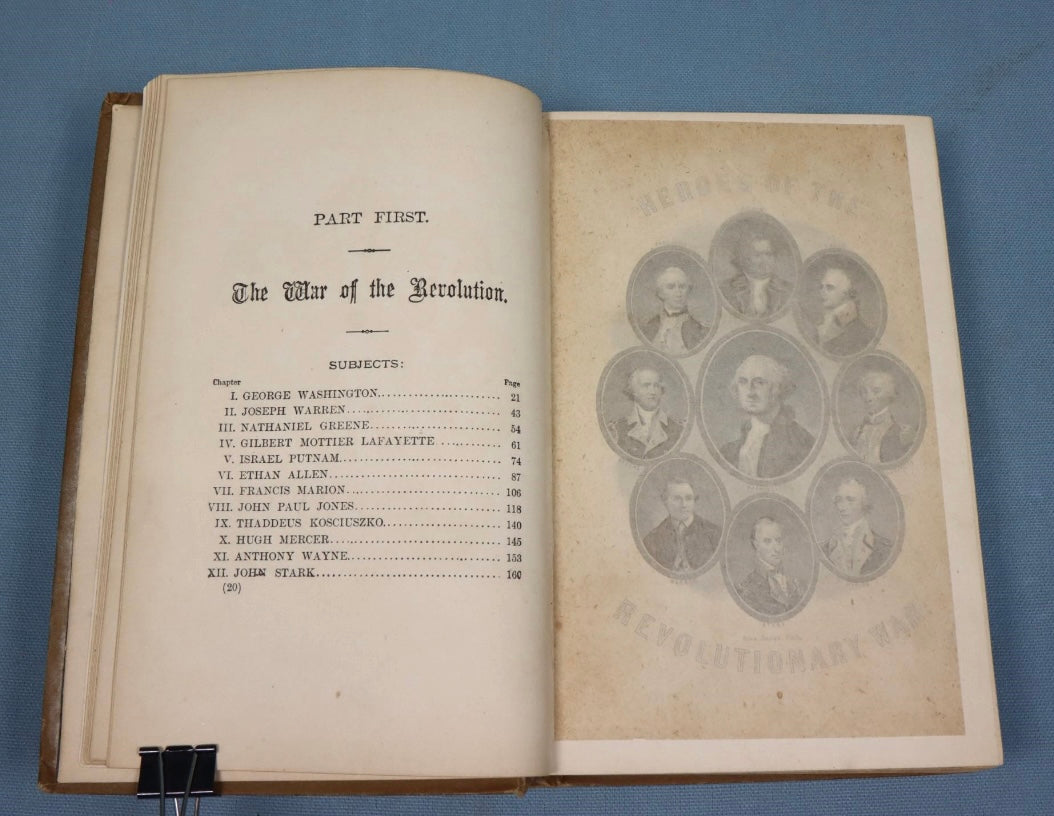 PART FIRST.
The War of the Revolution.
SUBJECTS:
Chapter Page
I. GEORGE WASHINGTON........................ 21
II. JOSEPH WARREN............................. 43
III. NATHANIEL GREENE........................ 54
IV. GILBERT MOTTIER LAFAYETTE ........... 61
V. ISRAEL PUTNAM............................. 74
VI. ETHAN ALLEN............................... 87
VII. FRANCIS MARION............................ 106
VIII. JOHN PAUL JONES.......................... 118
IX. THADDEUS KOSCIUSZKO..................... 140
X. HUGH MERCER............................... 145
XI. ANTHONY WAYNE............................ 153
XII. JOHN STARK................................. 160
(20)
HEROES OF THE
REVOLUTIONARY WAR